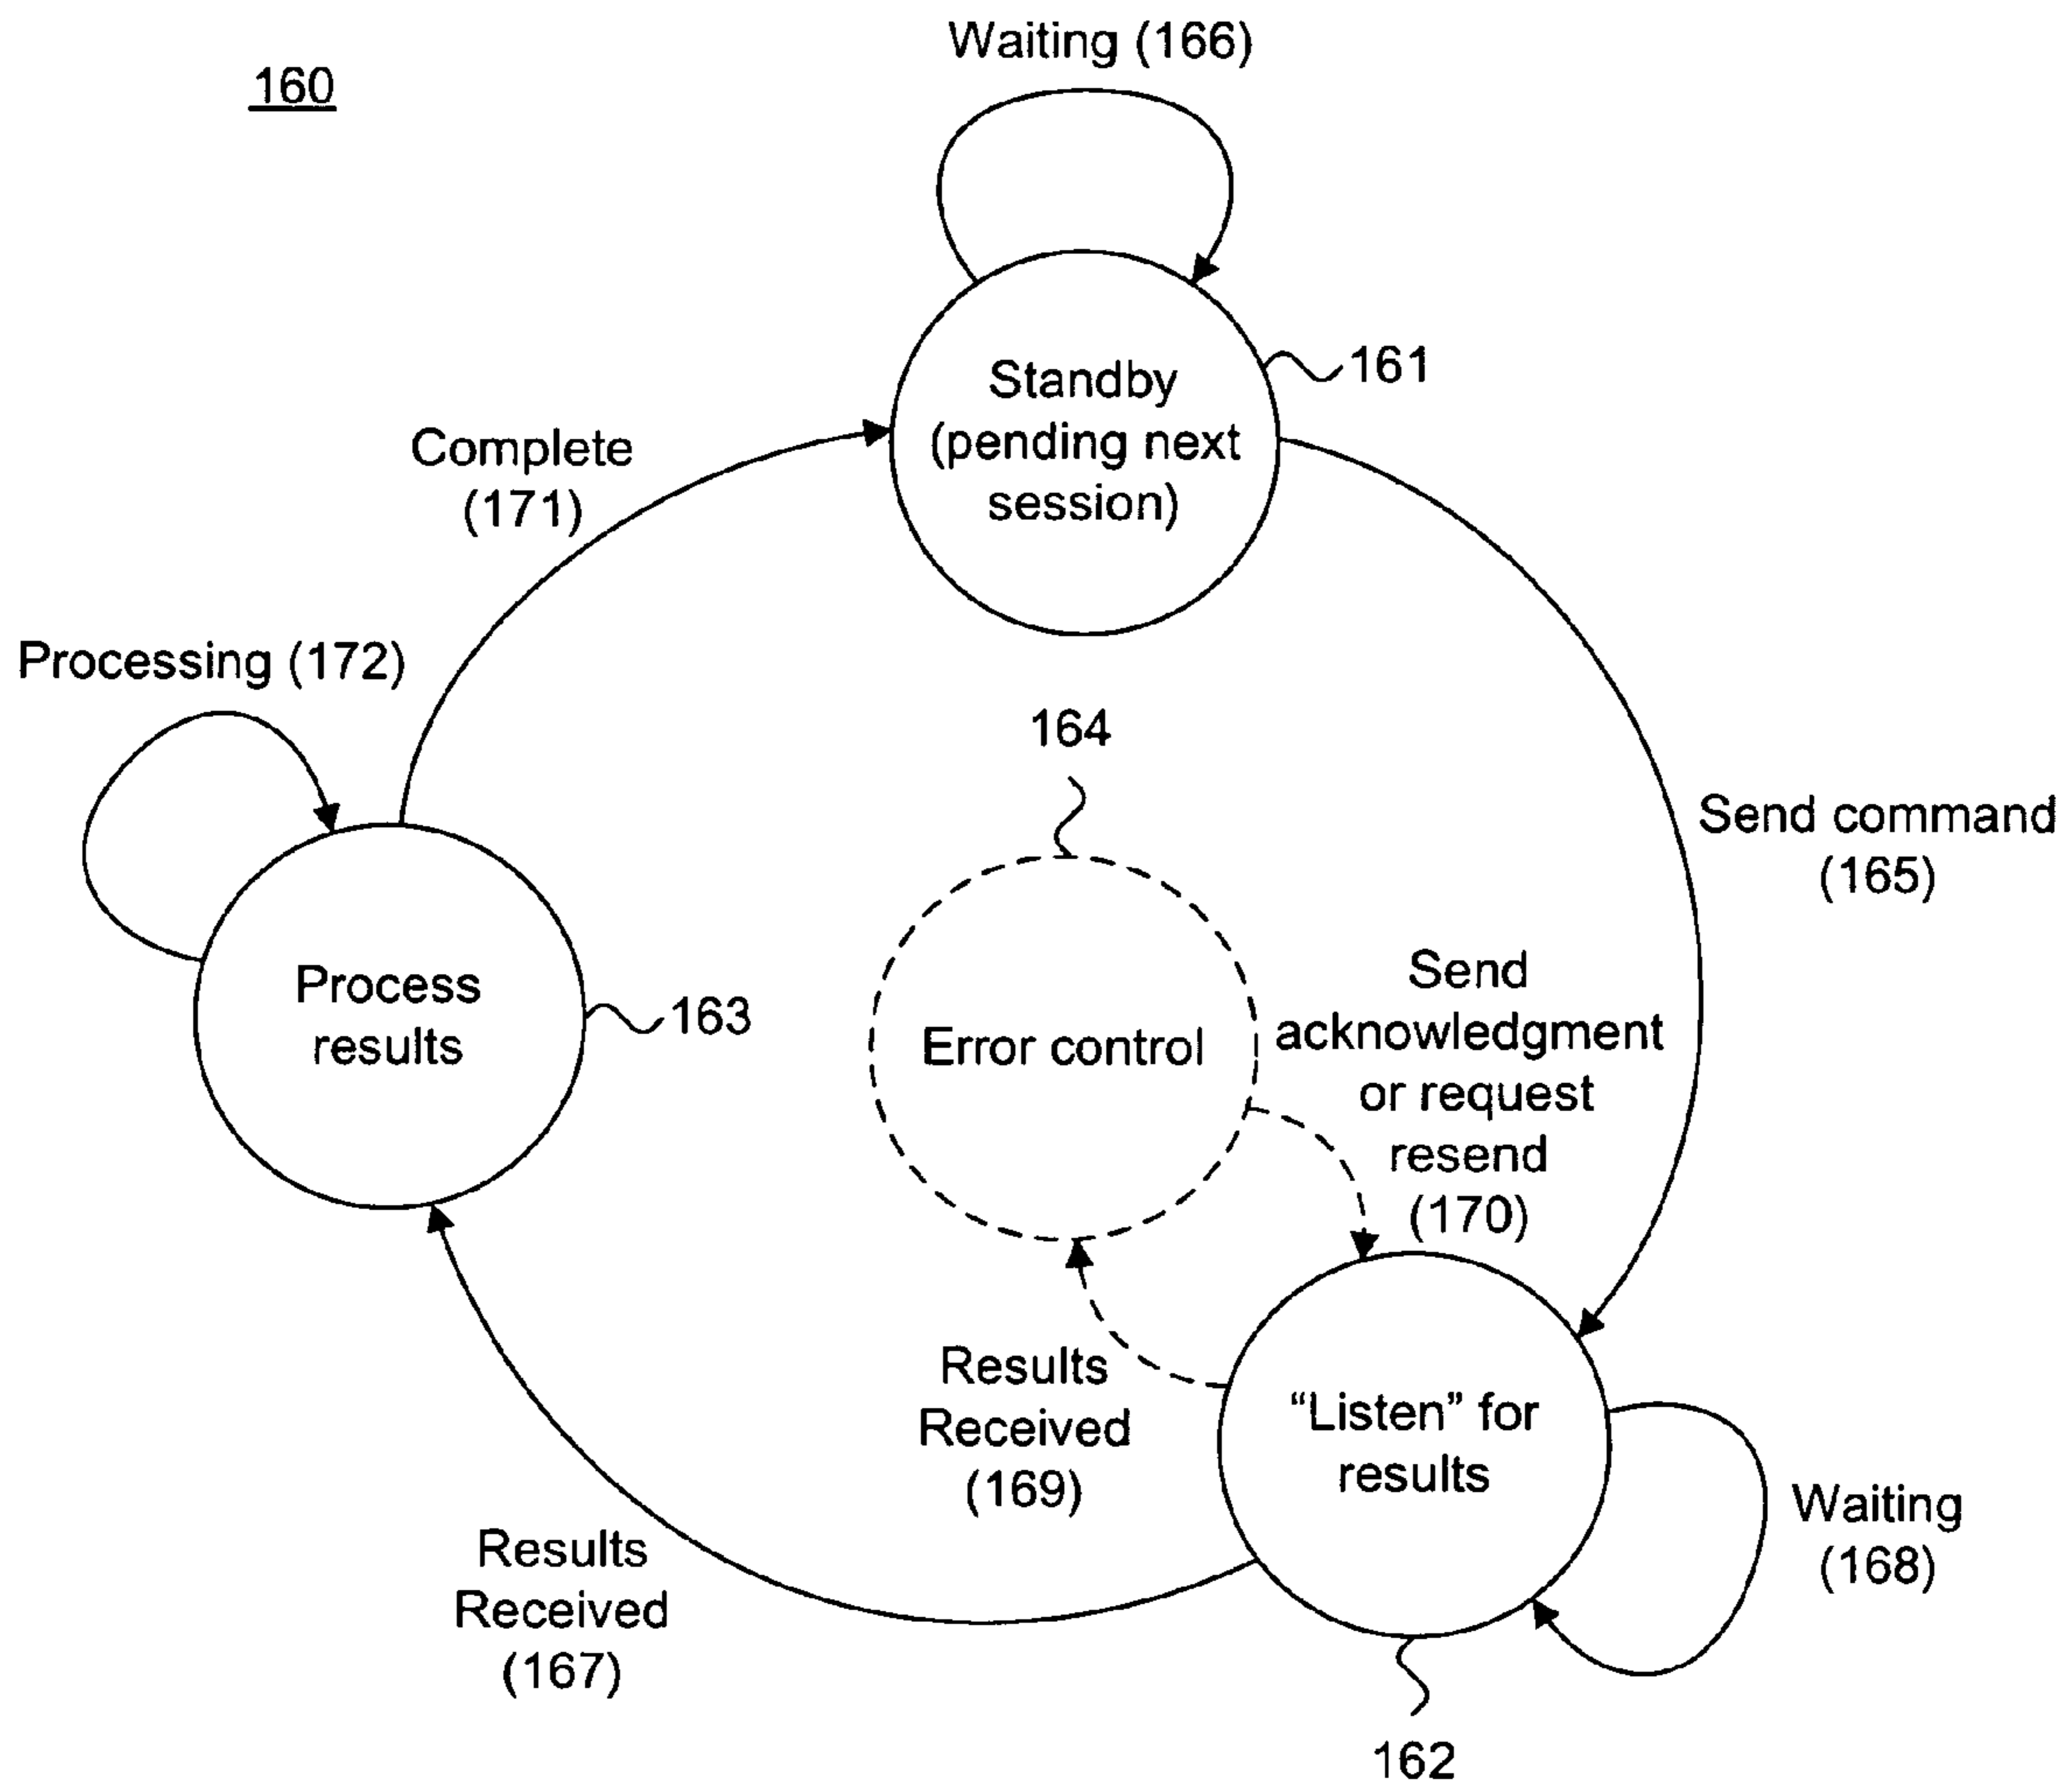 Waiting (166)
160
Standby
(pending next
session)
161
Complete
(171)
Processing (172)
164
Send command
(165)
Process
results
163
Error control
Send
acknowledgment
or request
resend
(170)
Results
Received
(169)
“Listen” for
results
Waiting
(168)
Results
Received
(167)
162